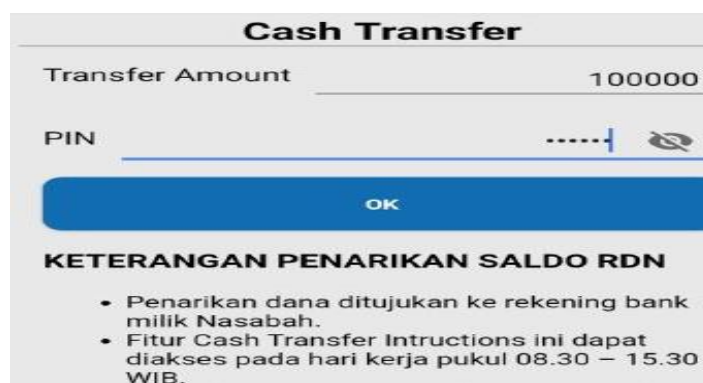 Cash Transfer
Transfer Amount 100000
PIN ······
OK
KETERANGAN PENARIKAN SALDO RDN
• Penarikan dana ditujukan ke rekening bank
milik Nasabah.
• Fitur Cash Transfer Intructions ini dapat
diakses pada hari kerja pukul 08.30 – 15.30
WIB.